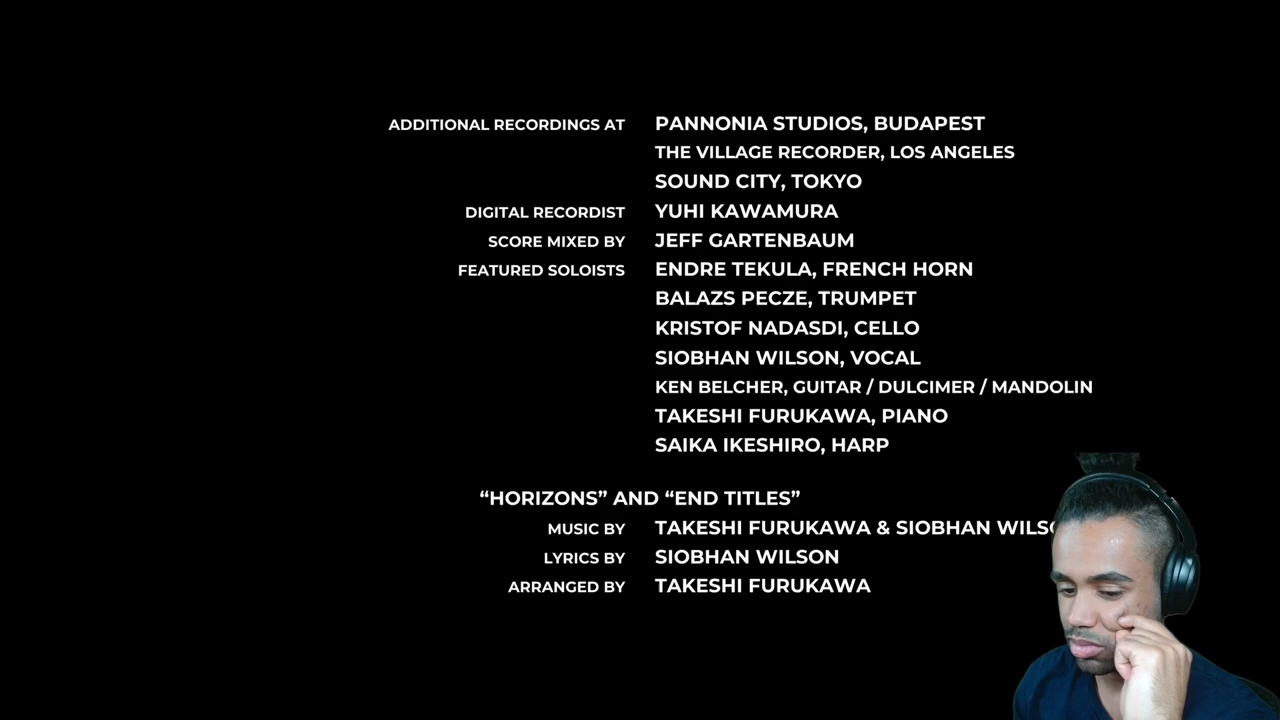 ADDITIONAL RECORDINGS AT PANNONIA STUDIOS, BUDAPEST
THE VILLAGE RECORDER, LOS ANGELES
SOUND CITY, TOKYO
DIGITAL RECORDIST YUHI KAWAMURA
SCORE MIXED BY JEFF GARTENBAUM
FEATURED SOLOISTS ENDRE TEKULA, FRENCH HORN
BALAZS PECZE, TRUMPET
KRISTOF NADASDI, CELLO
SIOBHAN WILSON, VOCAL
KEN BELCHER, GUITAR / DULCIMER / MANDOLIN
TAKESHI FURUKAWA, PIANO
SAIKA IKESHIRO, HARP
“HORIZONS” AND “END TITLES”
MUSIC BY TAKESHI FURUKAWA & SIOBHAN
LYRICS BY SIOBHAN WILSON
ARRANGED BY TAKESHI FURUKAWA